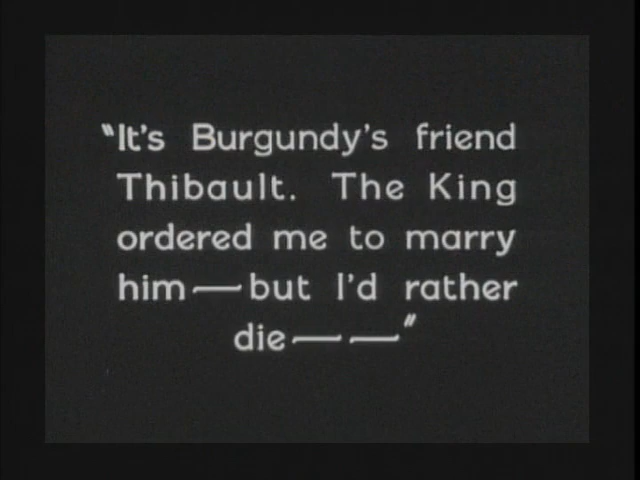 "It's Burgundy's friend
Thibault. The King
ordered me to marry
him—but I'd rather
die— —"